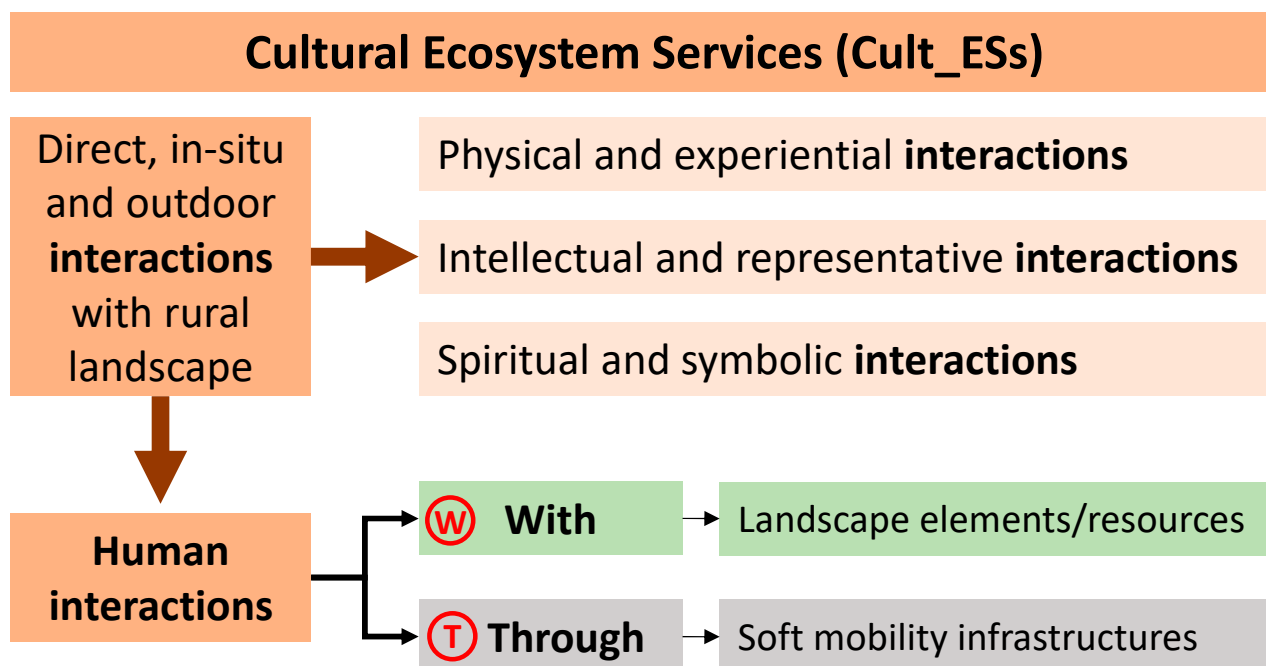 Cultural Ecosystem Services (Cult_ESs)
Direct, in-situ
and outdoor
interactions
with rural
landscape
Physical and experiential interactions
Intellectual and representative interactions
Spiritual and symbolic interactions
Human
interactions
W With
Landscape elements/resources
T Through
Soft mobility infrastructures